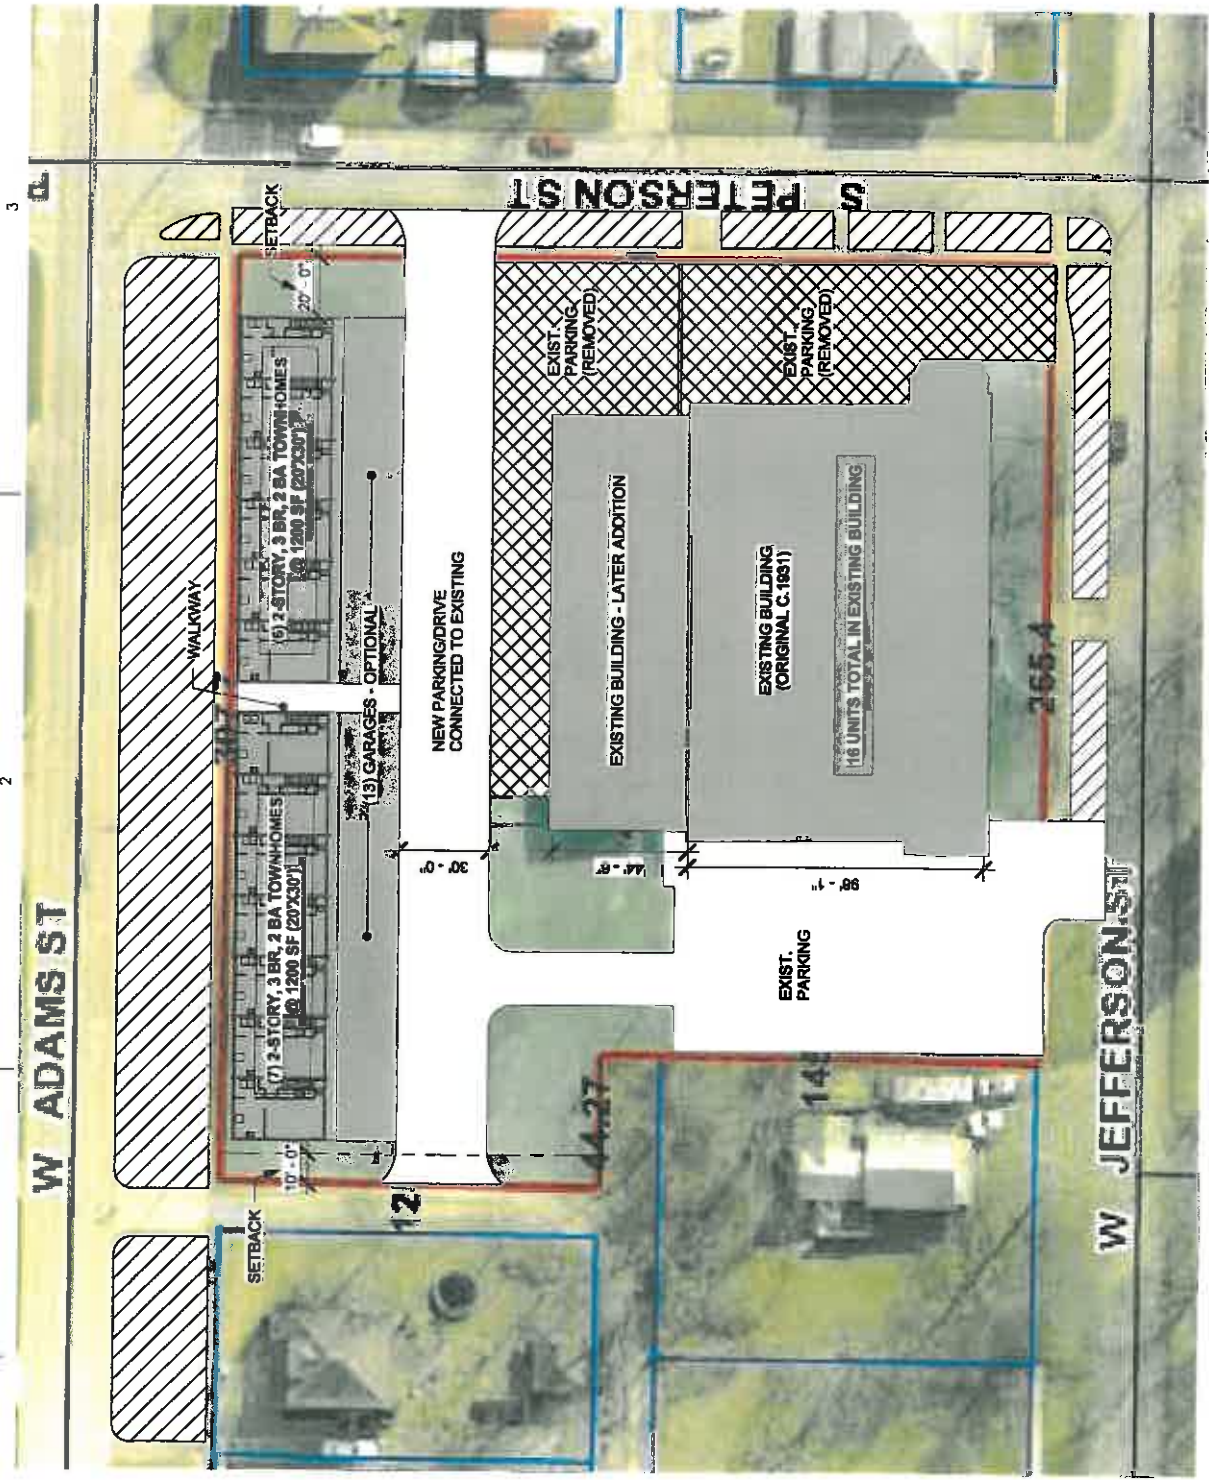 3
2
W ADAMS ST
S PETERSON ST
W JEFFERSON ST
SETBACK
20' - 0"
(6) 2-STORY, 3 BR, 2 BA TOWNHOMES
@ 1200 SF (20'X30')
WALKWAY
(7) 2-STORY, 3 BR, 2 BA TOWNHOMES
@ 1200 SF (20'X30')
(13) GARAGES - OPTIONAL
10' - 0"
SETBACK
NEW PARKING/DRIVE
CONNECTED TO EXISTING
30' - 0"
EXIST.
PARKING
(REMOVED)
EXIST.
PARKING
(REMOVED)
EXISTING BUILDING - LATER ADDITION
EXISTING BUILDING
(ORIGINAL C.1931)
16 UNITS TOTAL IN EXISTING BUILDING
44' - 6"
98' - 1"
EXIST.
PARKING
265.4
44.27
12